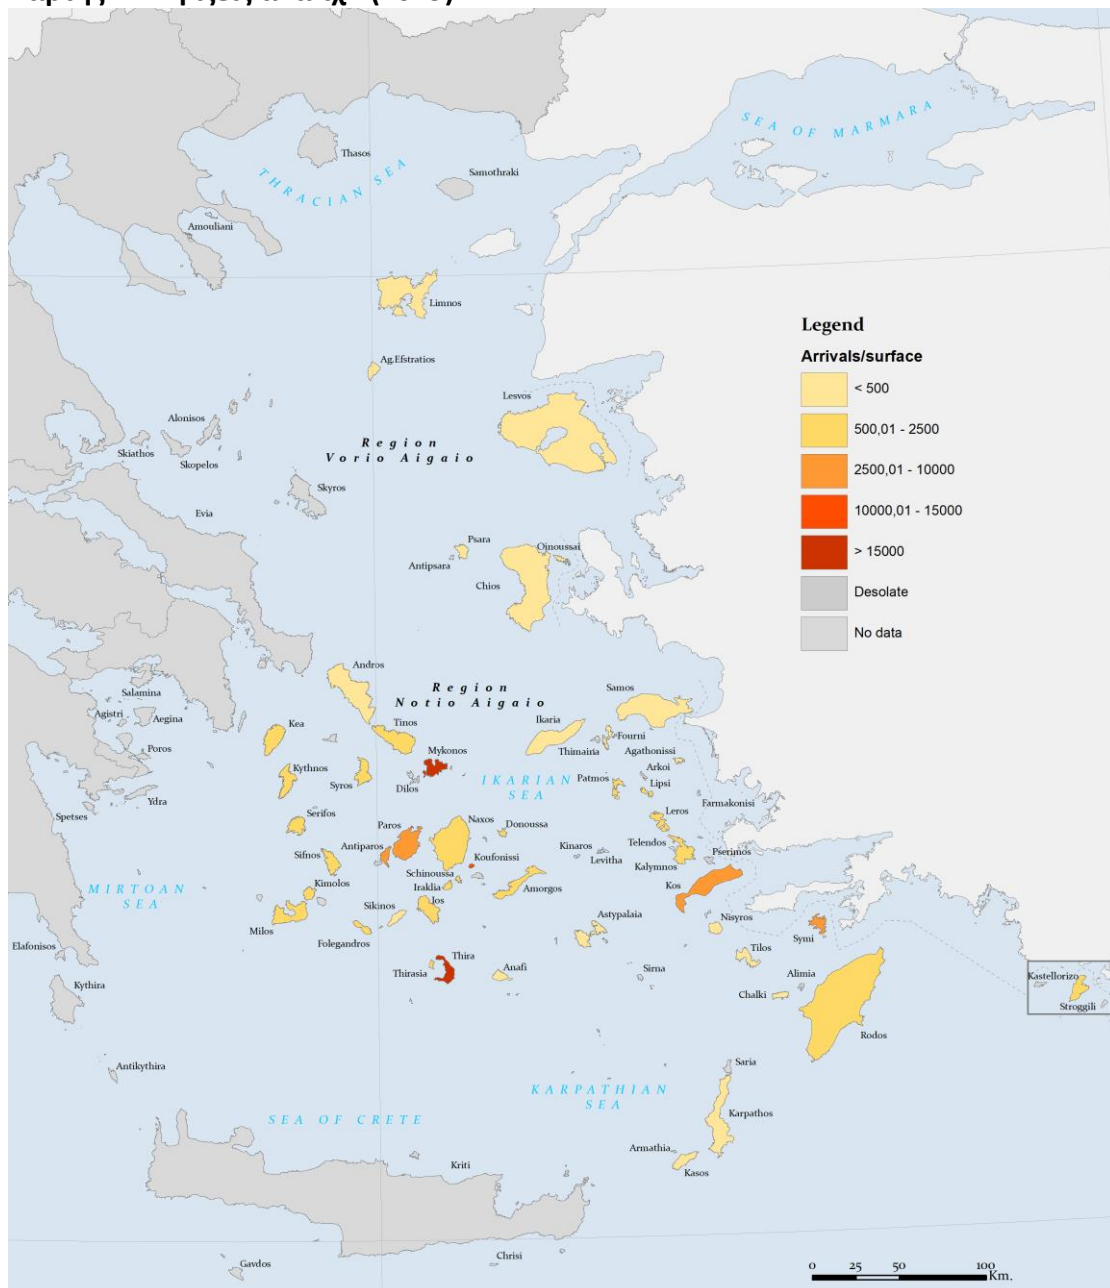 Thasos
Samothraki
SEA OF MARMARA
THRACIAN SEA
Amouliani
Limnos
Ag.Efstratios
Legend
Arrivals/surface
< 500
500,01 - 2500
2500,01 - 10000
10000,01 - 15000
> 15000
Desolate
No data
Lesvos
Alonisos
Skiathos
Skopelos
Region
Vorio Aigaio
Skyros
Evia
Psara
Antipsara
Oinoussai
Chios
Andros
Region
Notio Aigaio
Samos
Salamina
Agistri
Aegina
Kea
Tinos
Ikaria
Fourni
Thimaina
Agathonissi
Poros
Mykonos
Kythnos
Syros
Dilos
IKARIAN
SEA
Patmos
Arkoi
Lipsi
Ydra
Spetses
Farmakonisi
Serifos
Paros
Naxos
Donoussa
Leros
Antiparos
Sifnos
Koufonissi
Kinaros
Levitha
Telendos
Pserimos
Kalymnos
Schinoussa
Iraklia
Amorgos
Kos
MIRTOAN
SEA
Kimolos
Sikinos
Ios
Milos
Folegandros
Astypalaia
Nisyros
Symi
Elafonisos
Thira
Thirasia
Anafi
Sirna
Tilos
Alimia
Chalki
Kythira
Kastellorizo
Stroggili
Rodos
Antikythira
Saria
KARPATHIAN
SEA
SEA OF CRETE
Karpathos
Armathia
Kasos
Kriti
Gavdos
Chrisi
0 25 50 100
Km.